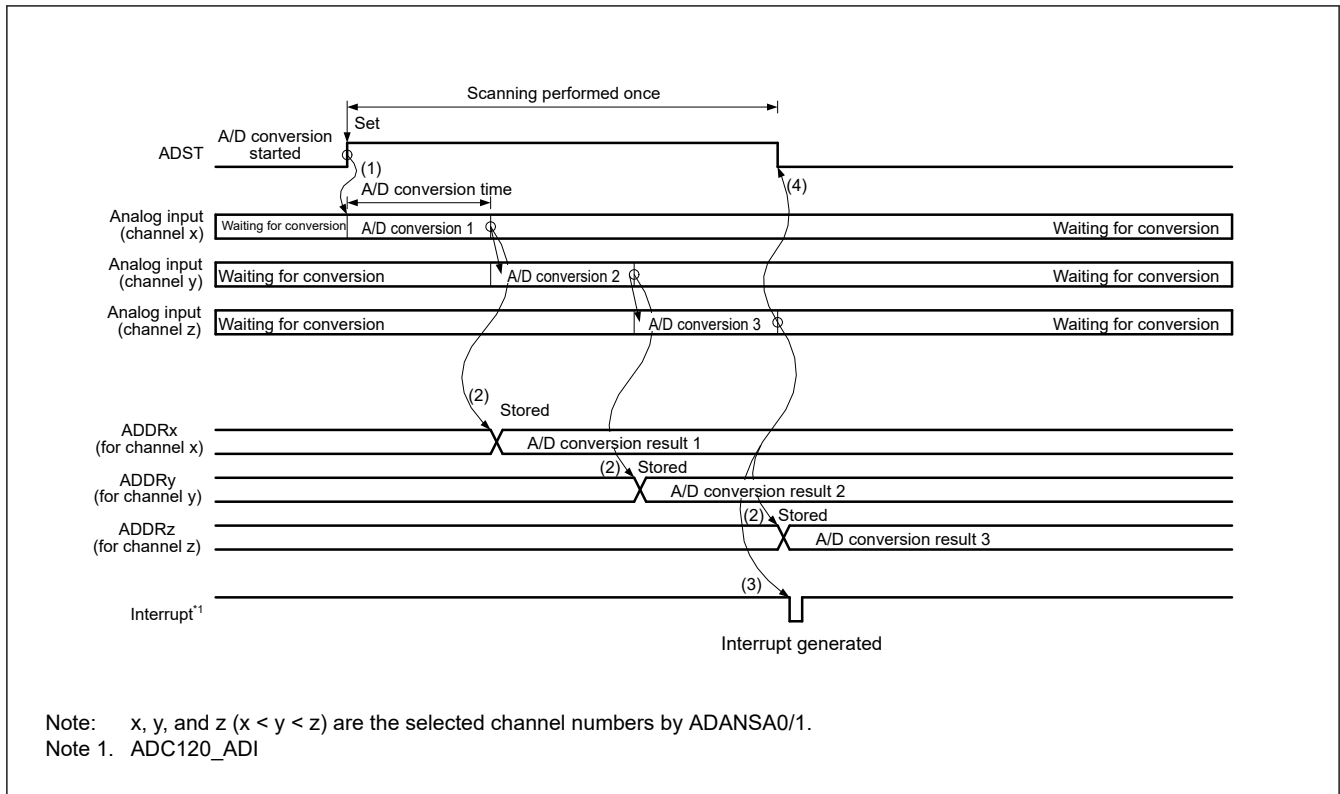 Scanning performed once
Set
A/D conversion
started
ADST
(1)
(4)
A/D conversion time
Analog input
(channel x)
Waiting for conversion
A/D conversion 1
Waiting for conversion
Analog input
(channel y)
Waiting for conversion
A/D conversion 2
Waiting for conversion
Analog input
(channel z)
Waiting for conversion
A/D conversion 3
Waiting for conversion
(2)
Stored
ADDRx
(for channel x)
A/D conversion result 1
(2)
Stored
ADDRy
(for channel y)
A/D conversion result 2
(2)
Stored
ADDRz
(for channel z)
A/D conversion result 3
(3)
Interrupt*1
Interrupt generated
Note: x, y, and z (x < y < z) are the selected channel numbers by ADANSA0/1.
Note 1. ADC120_ADI